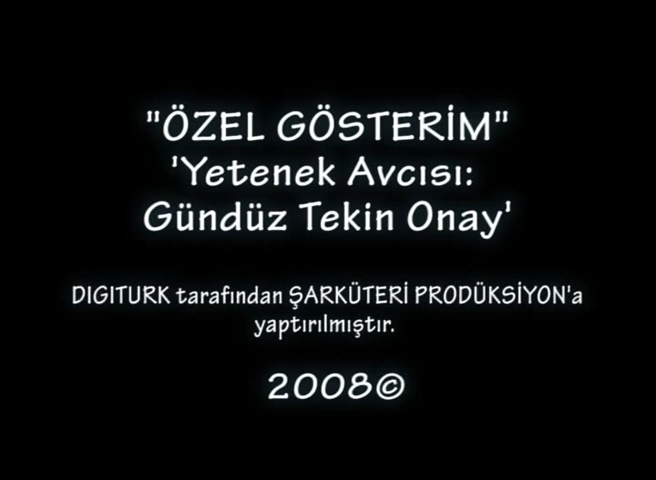 "ÖZEL GÖSTERİM"
'Yetenek Avcısı:
Gündüz Tekin Onay'
DIGITURK tarafından ŞARKÜTERİ PRODÜKSİYON'a
yaptırılmıştır.
2008©